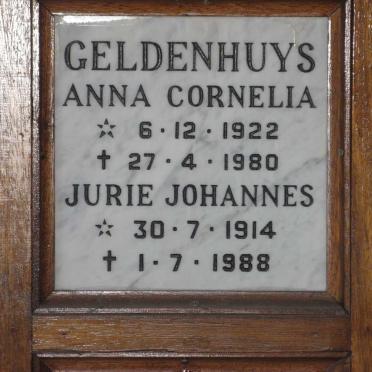 GELDENHUYS
ANNA CORNELIA
☆ 6·12·1922
✝ 27·4·1980
JURIE JOHANNES
☆ 30·7·1914
✝ 1·7·1988